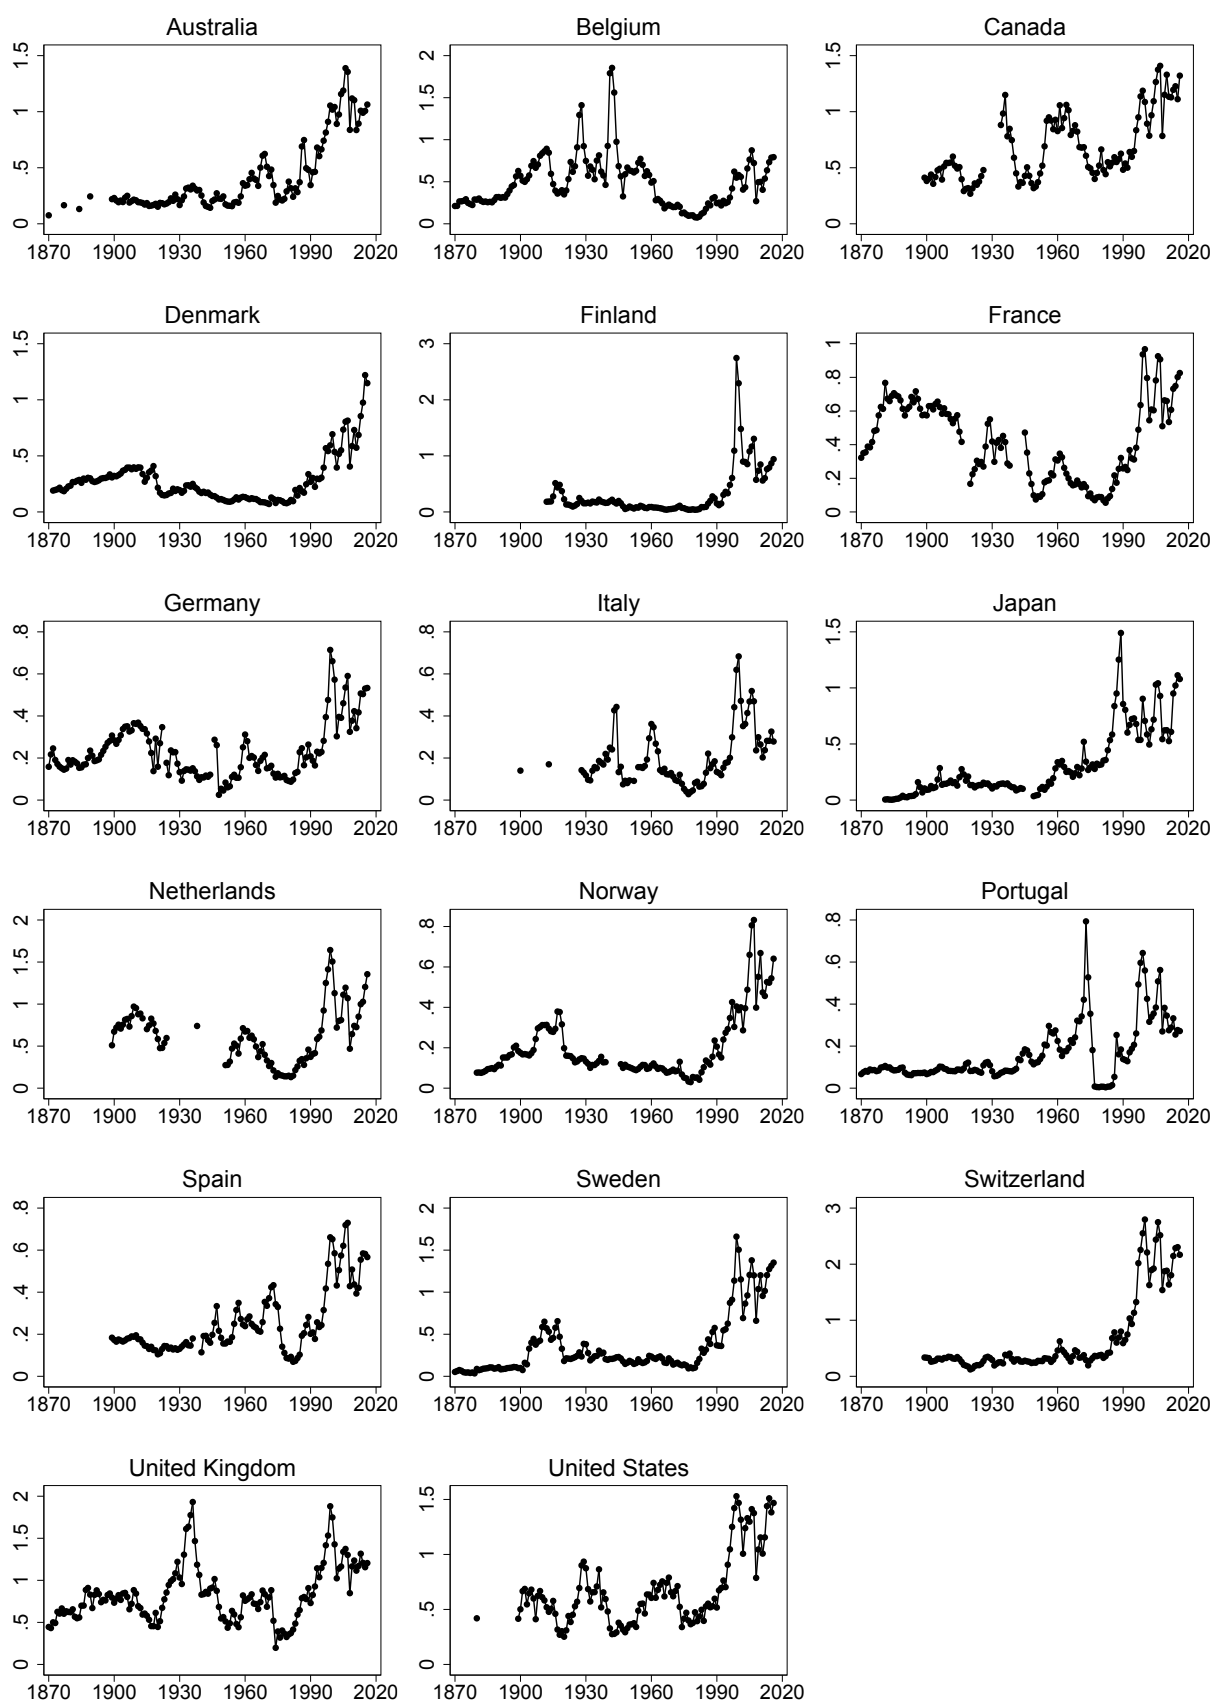 Australia Belgium Canada
0 .5 1 1.5
0 .5 1 1.5 2
0 .5 1 1.5
1870 1900 1930 1960 1990 2020
1870 1900 1930 1960 1990 2020
1870 1900 1930 1960 1990 2020
Denmark Finland France
0 .5 1 1.5
0 1 2 3
0 .2 .4 .6 .8 1
1870 1900 1930 1960 1990 2020
1870 1900 1930 1960 1990 2020
1870 1900 1930 1960 1990 2020
Germany Italy Japan
0 .2 .4 .6 .8
0 .2 .4 .6 .8
0 .5 1 1.5
1870 1900 1930 1960 1990 2020
1870 1900 1930 1960 1990 2020
1870 1900 1930 1960 1990 2020
Netherlands Norway Portugal
0 .5 1 1.5 2
0 .2 .4 .6 .8
0 .2 .4 .6 .8
1870 1900 1930 1960 1990 2020
1870 1900 1930 1960 1990 2020
1870 1900 1930 1960 1990 2020
Spain Sweden Switzerland
0 .2 .4 .6 .8
0 .5 1 1.5 2
0 1 2 3
1870 1900 1930 1960 1990 2020
1870 1900 1930 1960 1990 2020
1870 1900 1930 1960 1990 2020
United Kingdom United States
0 .5 1 1.5 2
0 .5 1 1.5
1870 1900 1930 1960 1990 2020
1870 1900 1930 1960 1990 2020